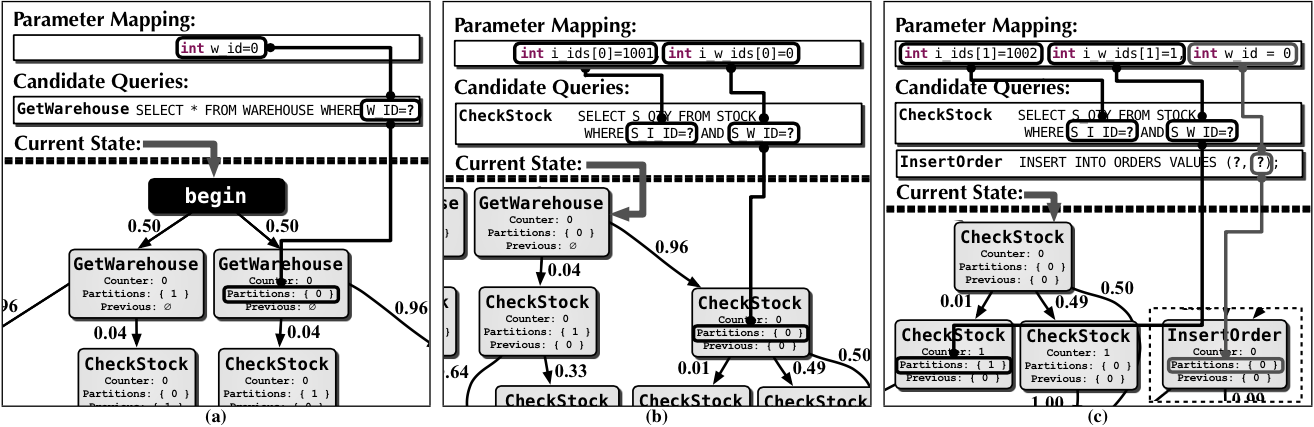 Parameter Mapping:
int w_id=0
Candidate Queries:
GetWarehouse SELECT * FROM WAREHOUSE WHERE W_ID=?
Current State:
begin
0.50 0.50
GetWarehouse
Counter: 0
Partitions: { 1 }
Previous: ∅
GetWarehouse
Counter: 0
Partitions: { 0 }
Previous: ∅
96 0.96
0.04 0.04
CheckStock
Counter: 0
Partitions: { 0 }
CheckStock
Counter: 0
Partitions: { 1 }
(a)
Parameter Mapping:
int i_ids[0]=1001 int i_w_ids[0]=0
Candidate Queries:
CheckStock SELECT S_QTY FROM STOCK
WHERE S_I_ID=? AND S_W_ID=?
Current State:
se
}
GetWarehouse
Counter: 0
Partitions: { 0 }
Previous: ∅
0.96
0.04
CheckStock
Counter: 0
Partitions: { 1 }
Previous: { 0 }
CheckStock
Counter: 0
Partitions: { 0 }
Previous: { 0 }
.64 0.33 0.01 0.49 0.50
CheckStock CheckStock CheckStock
(b)
Parameter Mapping:
int i_ids[1]=1002 int i_w_ids[1]=1, int w_id = 0
Candidate Queries:
CheckStock SELECT S_QTY FROM STOCK
WHERE S_I_ID=? AND S_W_ID=?
InsertOrder INSERT INTO ORDERS VALUES (?, ?);
Current State:
CheckStock
Counter: 0
Partitions: { 0 }
Previous: { 0 }
0.01 0.49 0.50
CheckStock
Counter: 1
Partitions: { 1 }
Previous: { 0 }
CheckStock
Counter: 1
Partitions: { 0 }
Previous: { 0 }
InsertOrder
Partitions: { 0 }
Previous: { 0 }
1.00 0.99
(c)